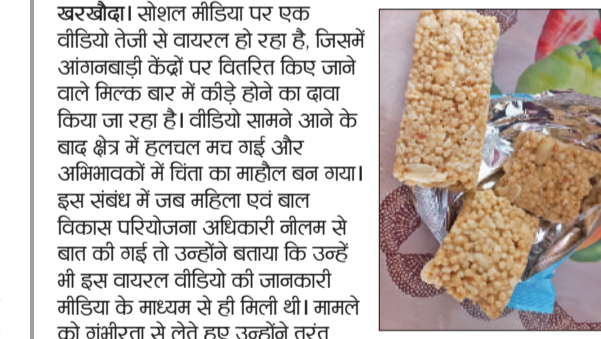 खरखौदा। सोशल मीडिया पर एक
वीडियो तेजी से वायरल हो रहा है, जिसमें
आंगनबाड़ी केंद्रों पर वितरित किए जाने
वाले मिल्क बार में कीड़े होने का दावा
किया जा रहा है। वीडियो सामने आने के
बाद क्षेत्र में हलचल मच गई और
अभिभावकों में चिंता का माहौल बन गया।
इस संबंध में जब महिला एवं बाल
विकास परियोजना अधिकारी नीलम से
बात की गई तो उन्होंने बताया कि उन्हें
भी इस वायरल वीडियो की जानकारी
मीडिया के माध्यम से ही मिली थी। मामले
को गंभीरता से लेते हुए उन्होंने तुरंत